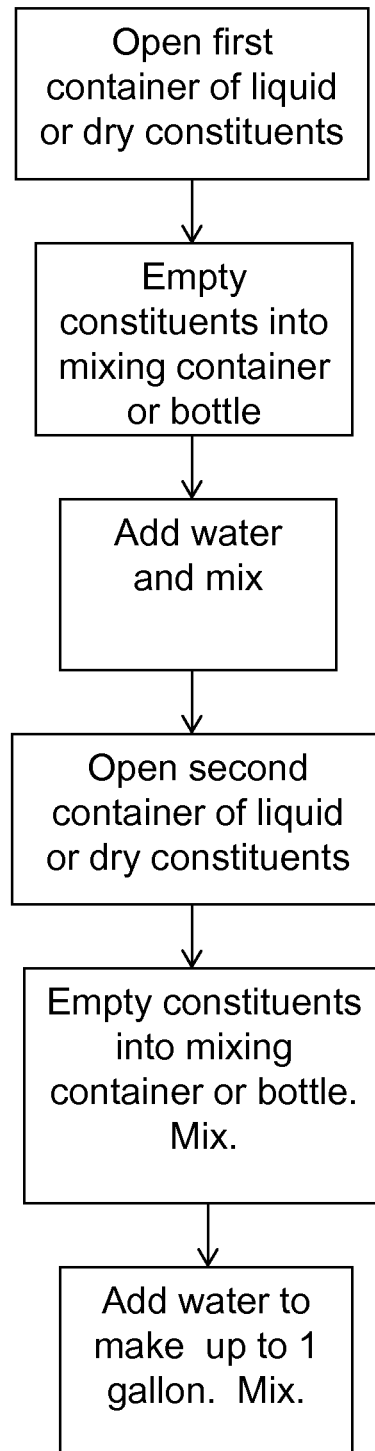 Open first
container of liquid
or dry constituents
Empty
constituents into
mixing container
or bottle
Add water
and mix
Open second
container of liquid
or dry constituents
Empty constituents
into mixing
container or bottle.
Mix.
Add water to
make  up to 1
gallon.  Mix.